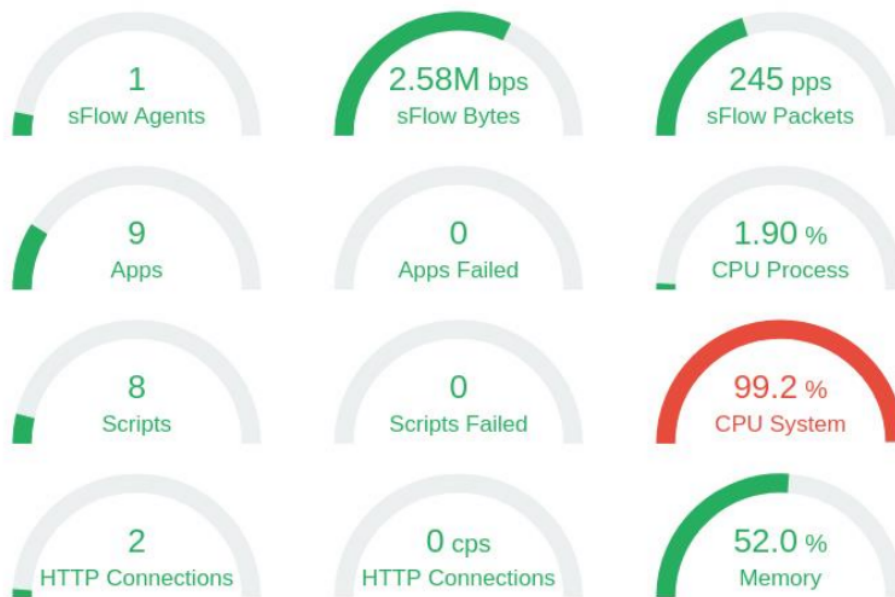 1
sFlow Agents
2.58M bps
sFlow Bytes
245 pps
sFlow Packets
9
Apps
0
Apps Failed
1.90 %
CPU Process
8
Scripts
0
Scripts Failed
99.2 %
CPU System
2
HTTP Connections
0 cps
HTTP Connections
52.0 %
Memory